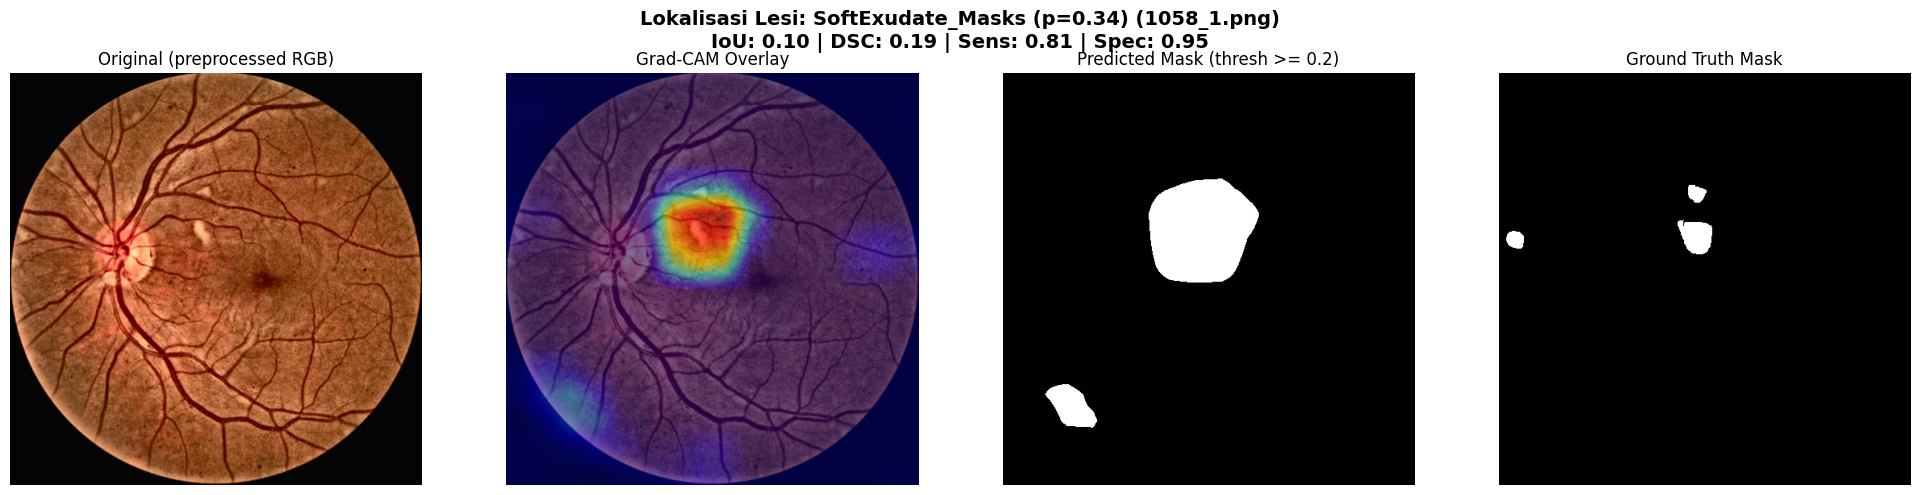 Lokalisasi Lesi: SoftExudate_Masks (p=0.34) (1058_1.png)
IoU: 0.10 | DSC: 0.19 | Sens: 0.81 | Spec: 0.95
Original (preprocessed RGB)
Grad-CAM Overlay
Predicted Mask (thresh >= 0.2)
Ground Truth Mask